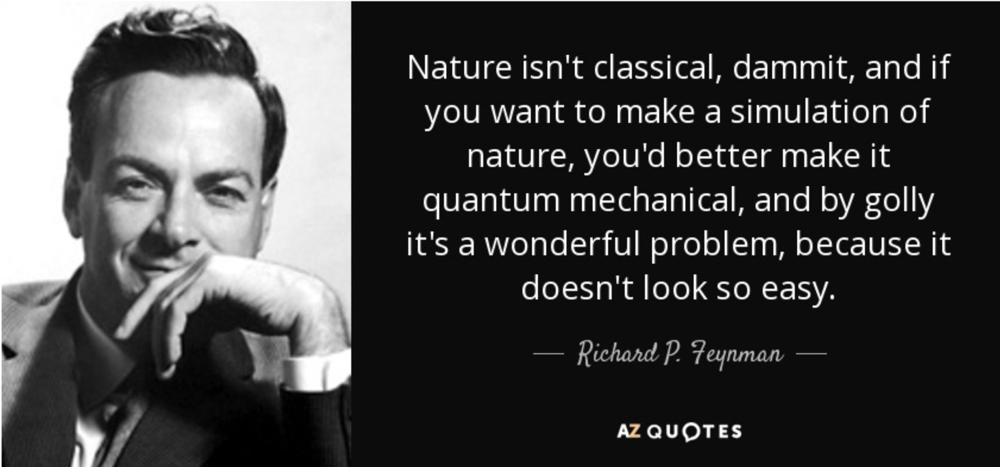 Nature isn't classical, dammit, and if
you want to make a simulation of
nature, you'd better make it
quantum mechanical, and by golly
it's a wonderful problem, because it
doesn't look so easy.
— Richard P. Feynman —
AZ QUOTES